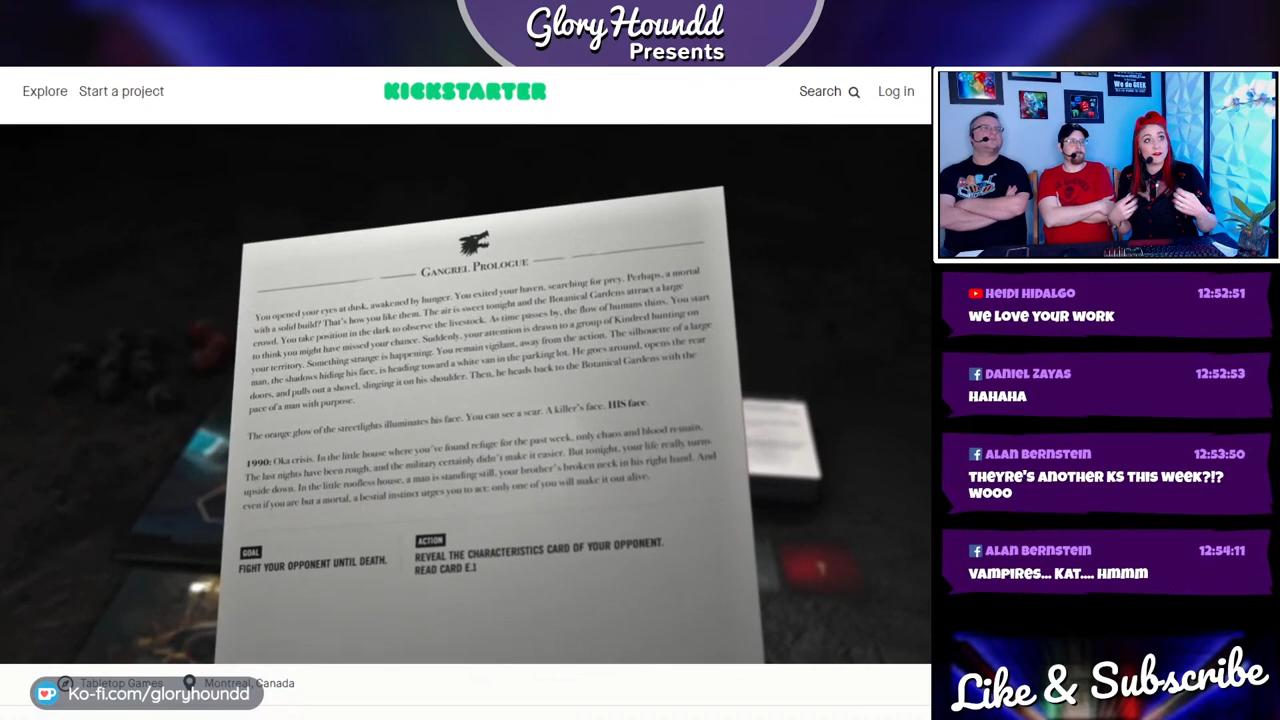 Glory Houndd
Presents
Explore
Start a project
KICKSTARTER
Search
Log in
We do GEEK
GANGREL PROLOGUE
You opened your eyes at dusk, awakened by hunger. You exited your haven, searching for prey. Perhaps, a mortal
with a solid build? That's how you like them. The air is sweet tonight and the Botanical Gardens attract a large
crowd. You take position in the dark to observe the livestock. As time passes by, the flow of humans thins. You start
to think you might have missed your chance. Suddenly, your attention is drawn to a group of Kindred hunting on
your territory. Something strange is happening. You remain vigilant, away from the action. The silhouette of a large
man, the shadows hiding his face, is heading toward a white van in the parking lot. He goes around, opens the rear
doors, and pulls out a shovel, slinging it on his shoulder. Then, he heads back to the Botanical Gardens with the
pace of a man with purpose.
The orange glow of the streetlights illuminates his face. You can see a scar. A killer's face. HIS face.
1990: Oka crisis. In the little house where you've found refuge for the past week, only chaos and blood remain.
The last nights have been rough, and the military certainly didn't make it easier. But tonight, your life really turns
upside down. In the little roofless house, a man is standing still, your brother's broken neck in his right hand. And
even if you are but a mortal, a bestial instinct urges you to act: only one of you will make it out alive.
GOAL
FIGHT YOUR OPPONENT UNTIL DEATH.
ACTION
REVEAL THE CHARACTERISTICS CARD OF YOUR OPPONENT.
READ CARD E.1
Tabletop Games
Montreal, Canada
Ko-fi.com/gloryhoundd
Heidi Hidalgo
12:52:51
We love your work
Daniel Zayas
12:52:53
HAHAHA
Alan Bernstein
12:53:50
Theyre's another KS this week?!?
Wooo
Alan Bernstein
12:54:11
Vampires... Kat.... Hmmm
Like & Subscribe